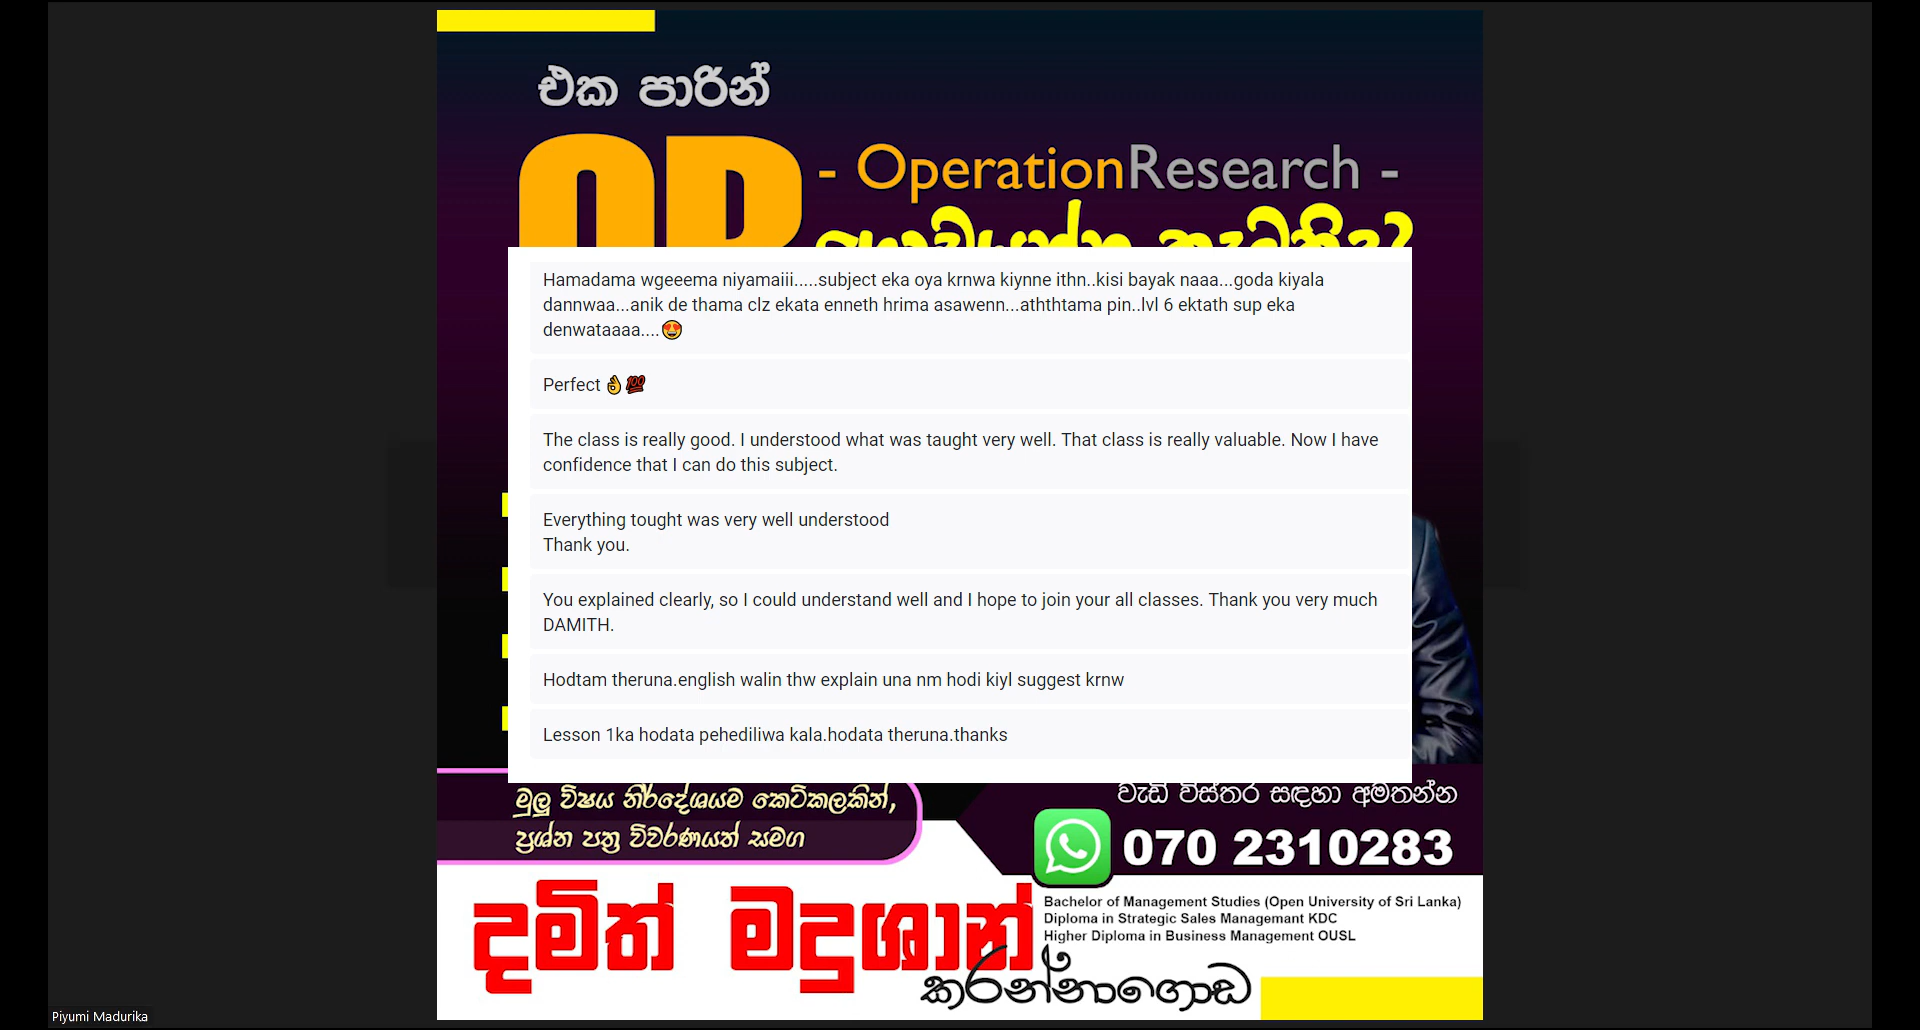 එක පාරින්
OR
- OperationResearch -
Hamadama wgeeema niyamaiii.....subject eka oya krnwa kiynne ithn..kisi bayak naaa...goda kiyala
dannwaa...anik de thama clz ekata enneth hrima asawenn...aththtama pin..lvl 6 ektath sup eka
denwataaaa....😍
Perfect 👌💯
The class is really good. I understood what was taught very well. That class is really valuable. Now I have
confidence that I can do this subject.
Everything tought was very well understood
Thank you.
You explained clearly, so I could understand well and I hope to join your all classes. Thank you very much
DAMITH.
Hodtam theruna.english walin thw explain una nm hodi kiyl suggest krnw
Lesson 1ka hodata pehediliwa kala.hodata theruna.thanks
මුලු විෂය නිර්දේශයම කෙටිකලකින්,
ප්‍රශ්න පත්‍ර විවරණයත් සමග
වැඩි විස්තර සඳහා අමතන්න
070 2310283
දමිත් මදුශාන්
කරන්නාගොඩ
Bachelor of Management Studies (Open University of Sri Lanka)
Diploma in Strategic Sales Managemant KDC
Higher Diploma in Business Management OUSL
Piyumi Madurika